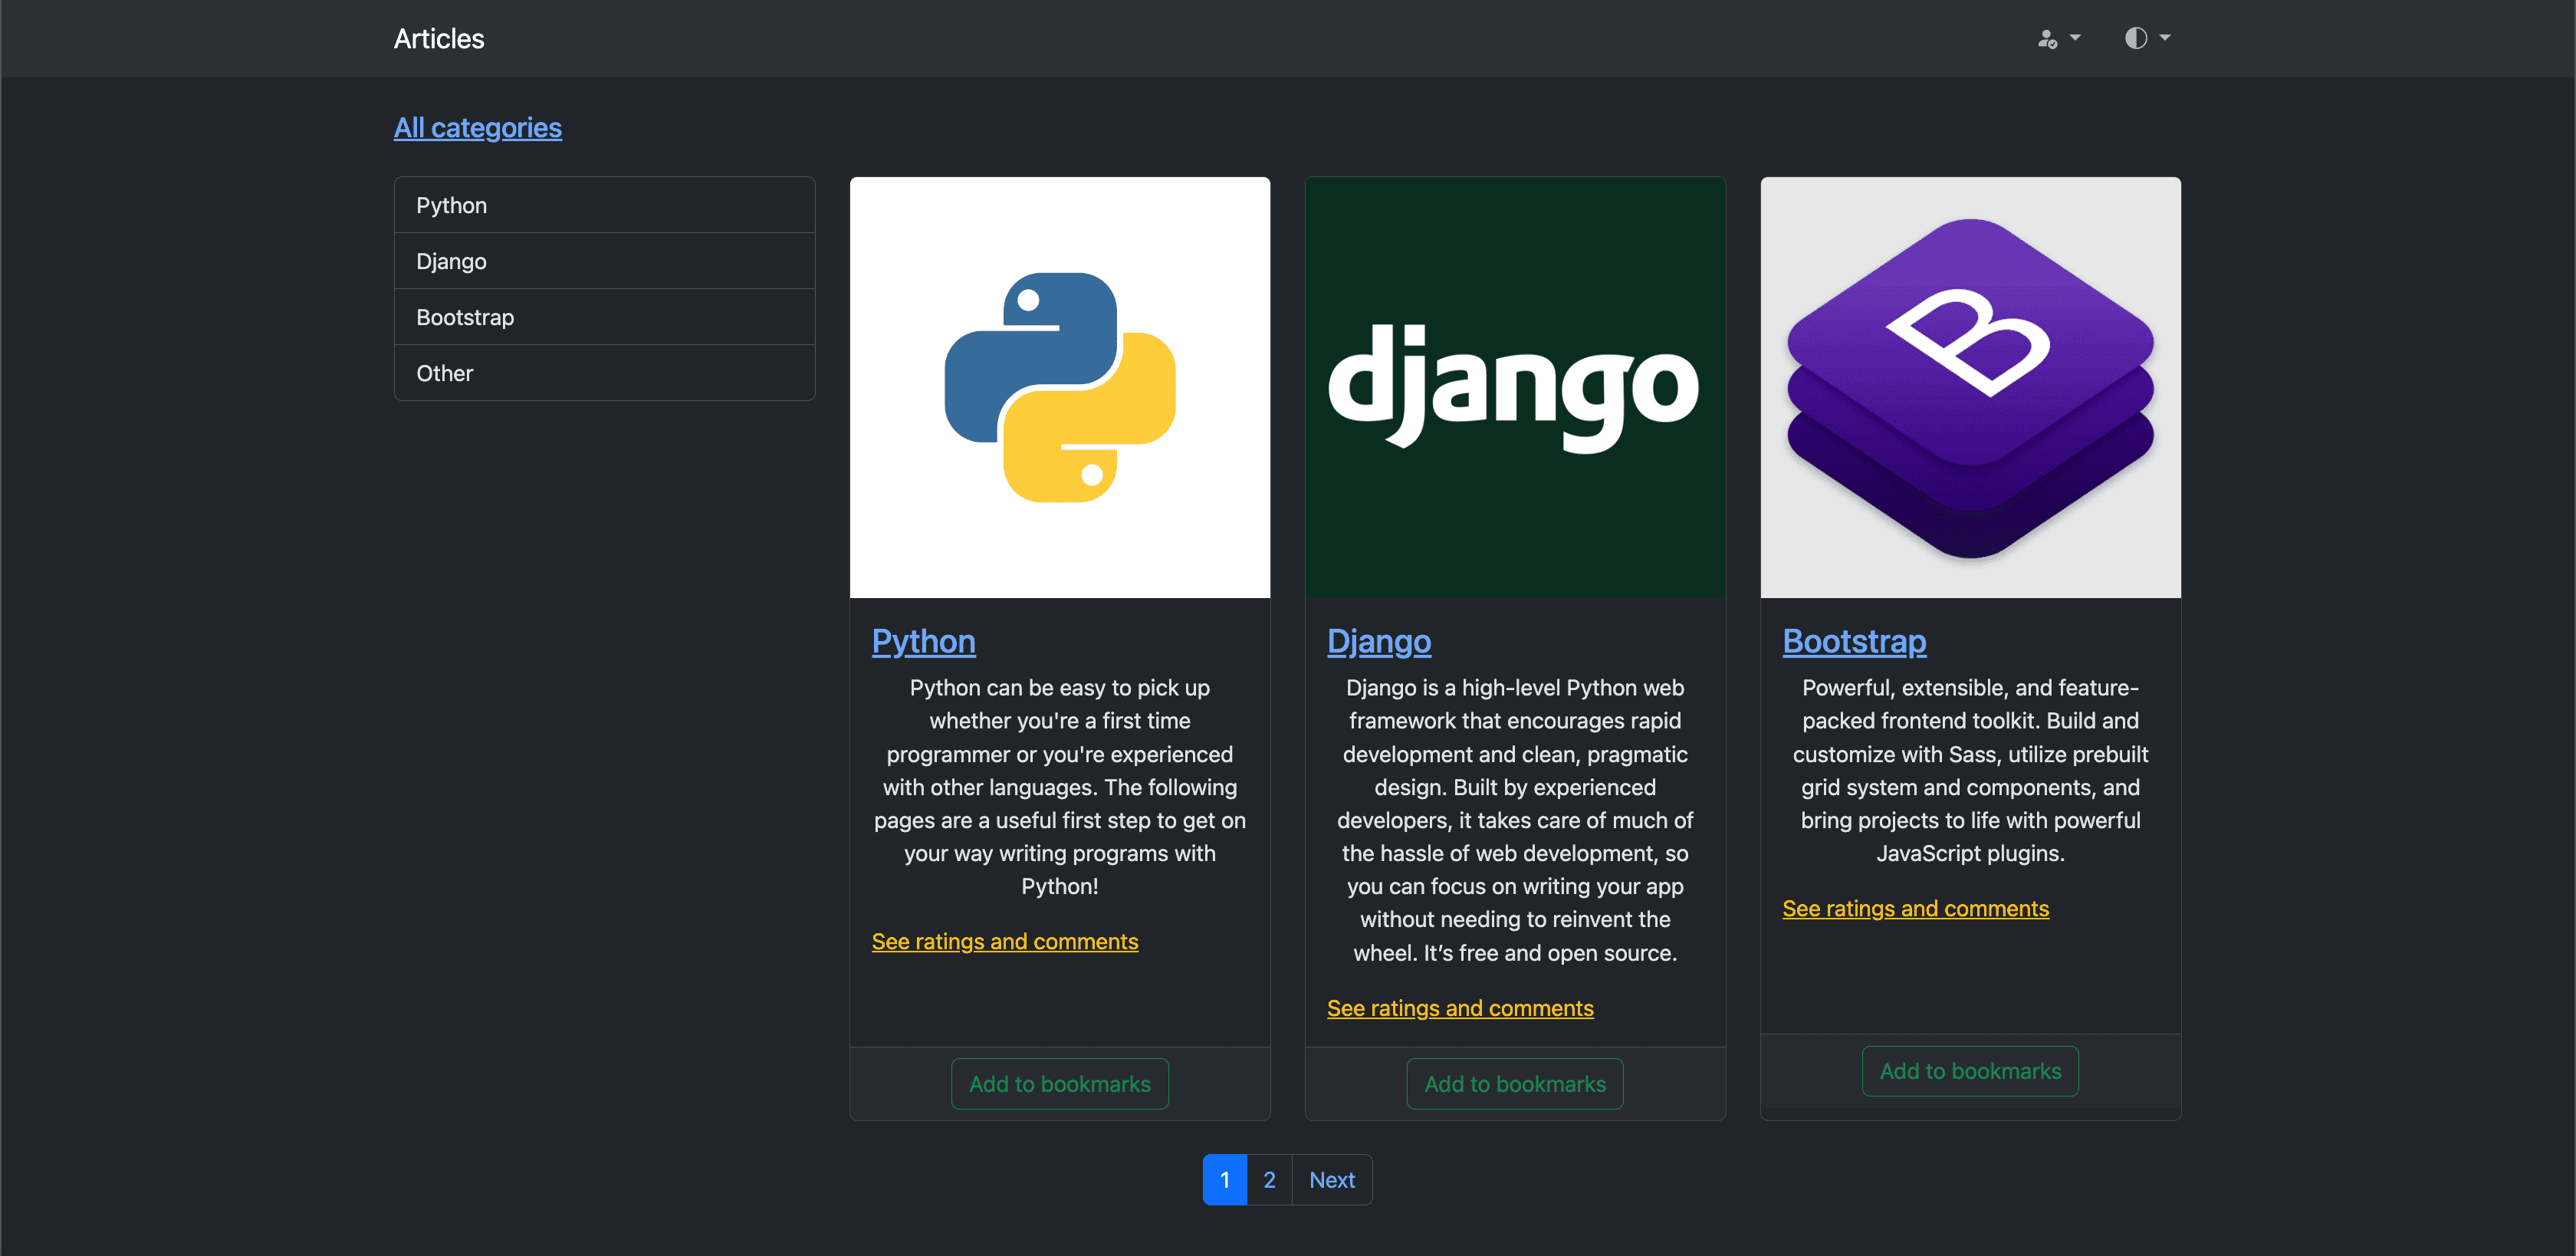 Articles
All categories
Python
Django
Bootstrap
Other
django
B
Python
Python can be easy to pick up
whether you're a first time
programmer or you're experienced
with other languages. The following
pages are a useful first step to get on
your way writing programs with
Python!
See ratings and comments
Add to bookmarks
Django
Django is a high-level Python web
framework that encourages rapid
development and clean, pragmatic
design. Built by experienced
developers, it takes care of much of
the hassle of web development, so
you can focus on writing your app
without needing to reinvent the
wheel. It’s free and open source.
See ratings and comments
Add to bookmarks
Bootstrap
Powerful, extensible, and feature-
packed frontend toolkit. Build and
customize with Sass, utilize prebuilt
grid system and components, and
bring projects to life with powerful
JavaScript plugins.
See ratings and comments
Add to bookmarks
1 2 Next